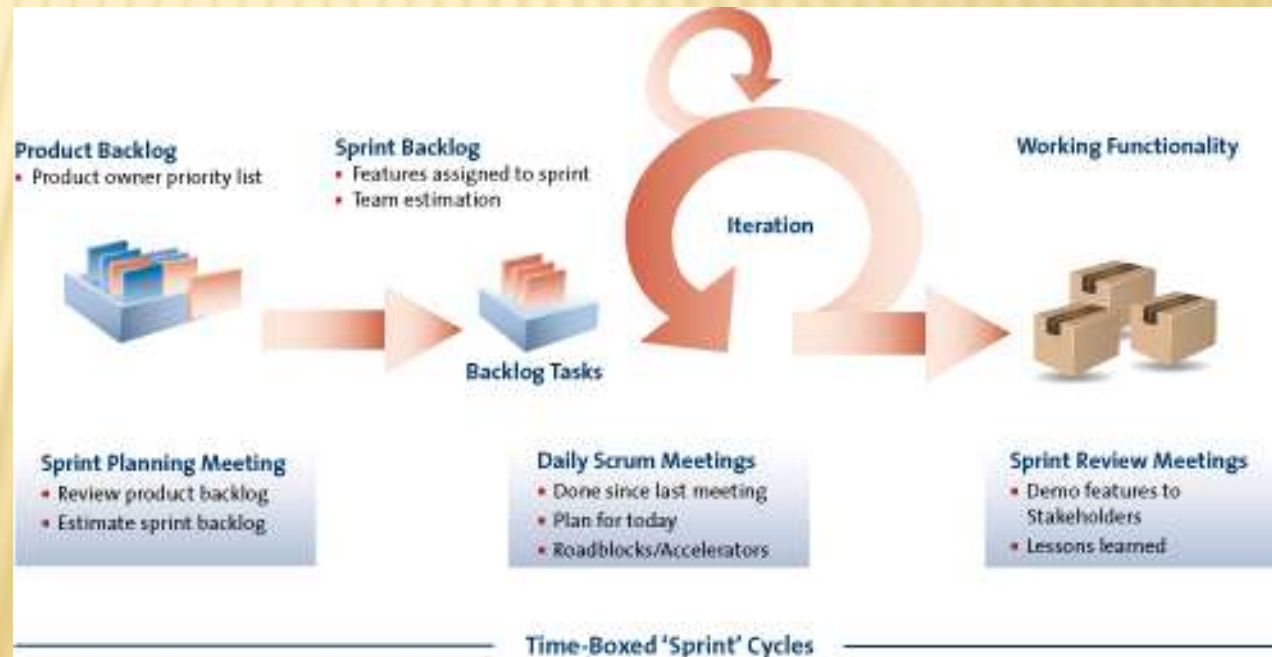 Product Backlog
• Product owner priority list
Sprint Backlog
• Features assigned to sprint
• Team estimation
Iteration
Working Functionality
Backlog Tasks
Sprint Planning Meeting
• Review product backlog
• Estimate sprint backlog
Daily Scrum Meetings
• Done since last meeting
• Plan for today
• Roadblocks/Accelerators
Sprint Review Meetings
• Demo features to
Stakeholders
• Lessons learned
Time-Boxed ‘Sprint’ Cycles